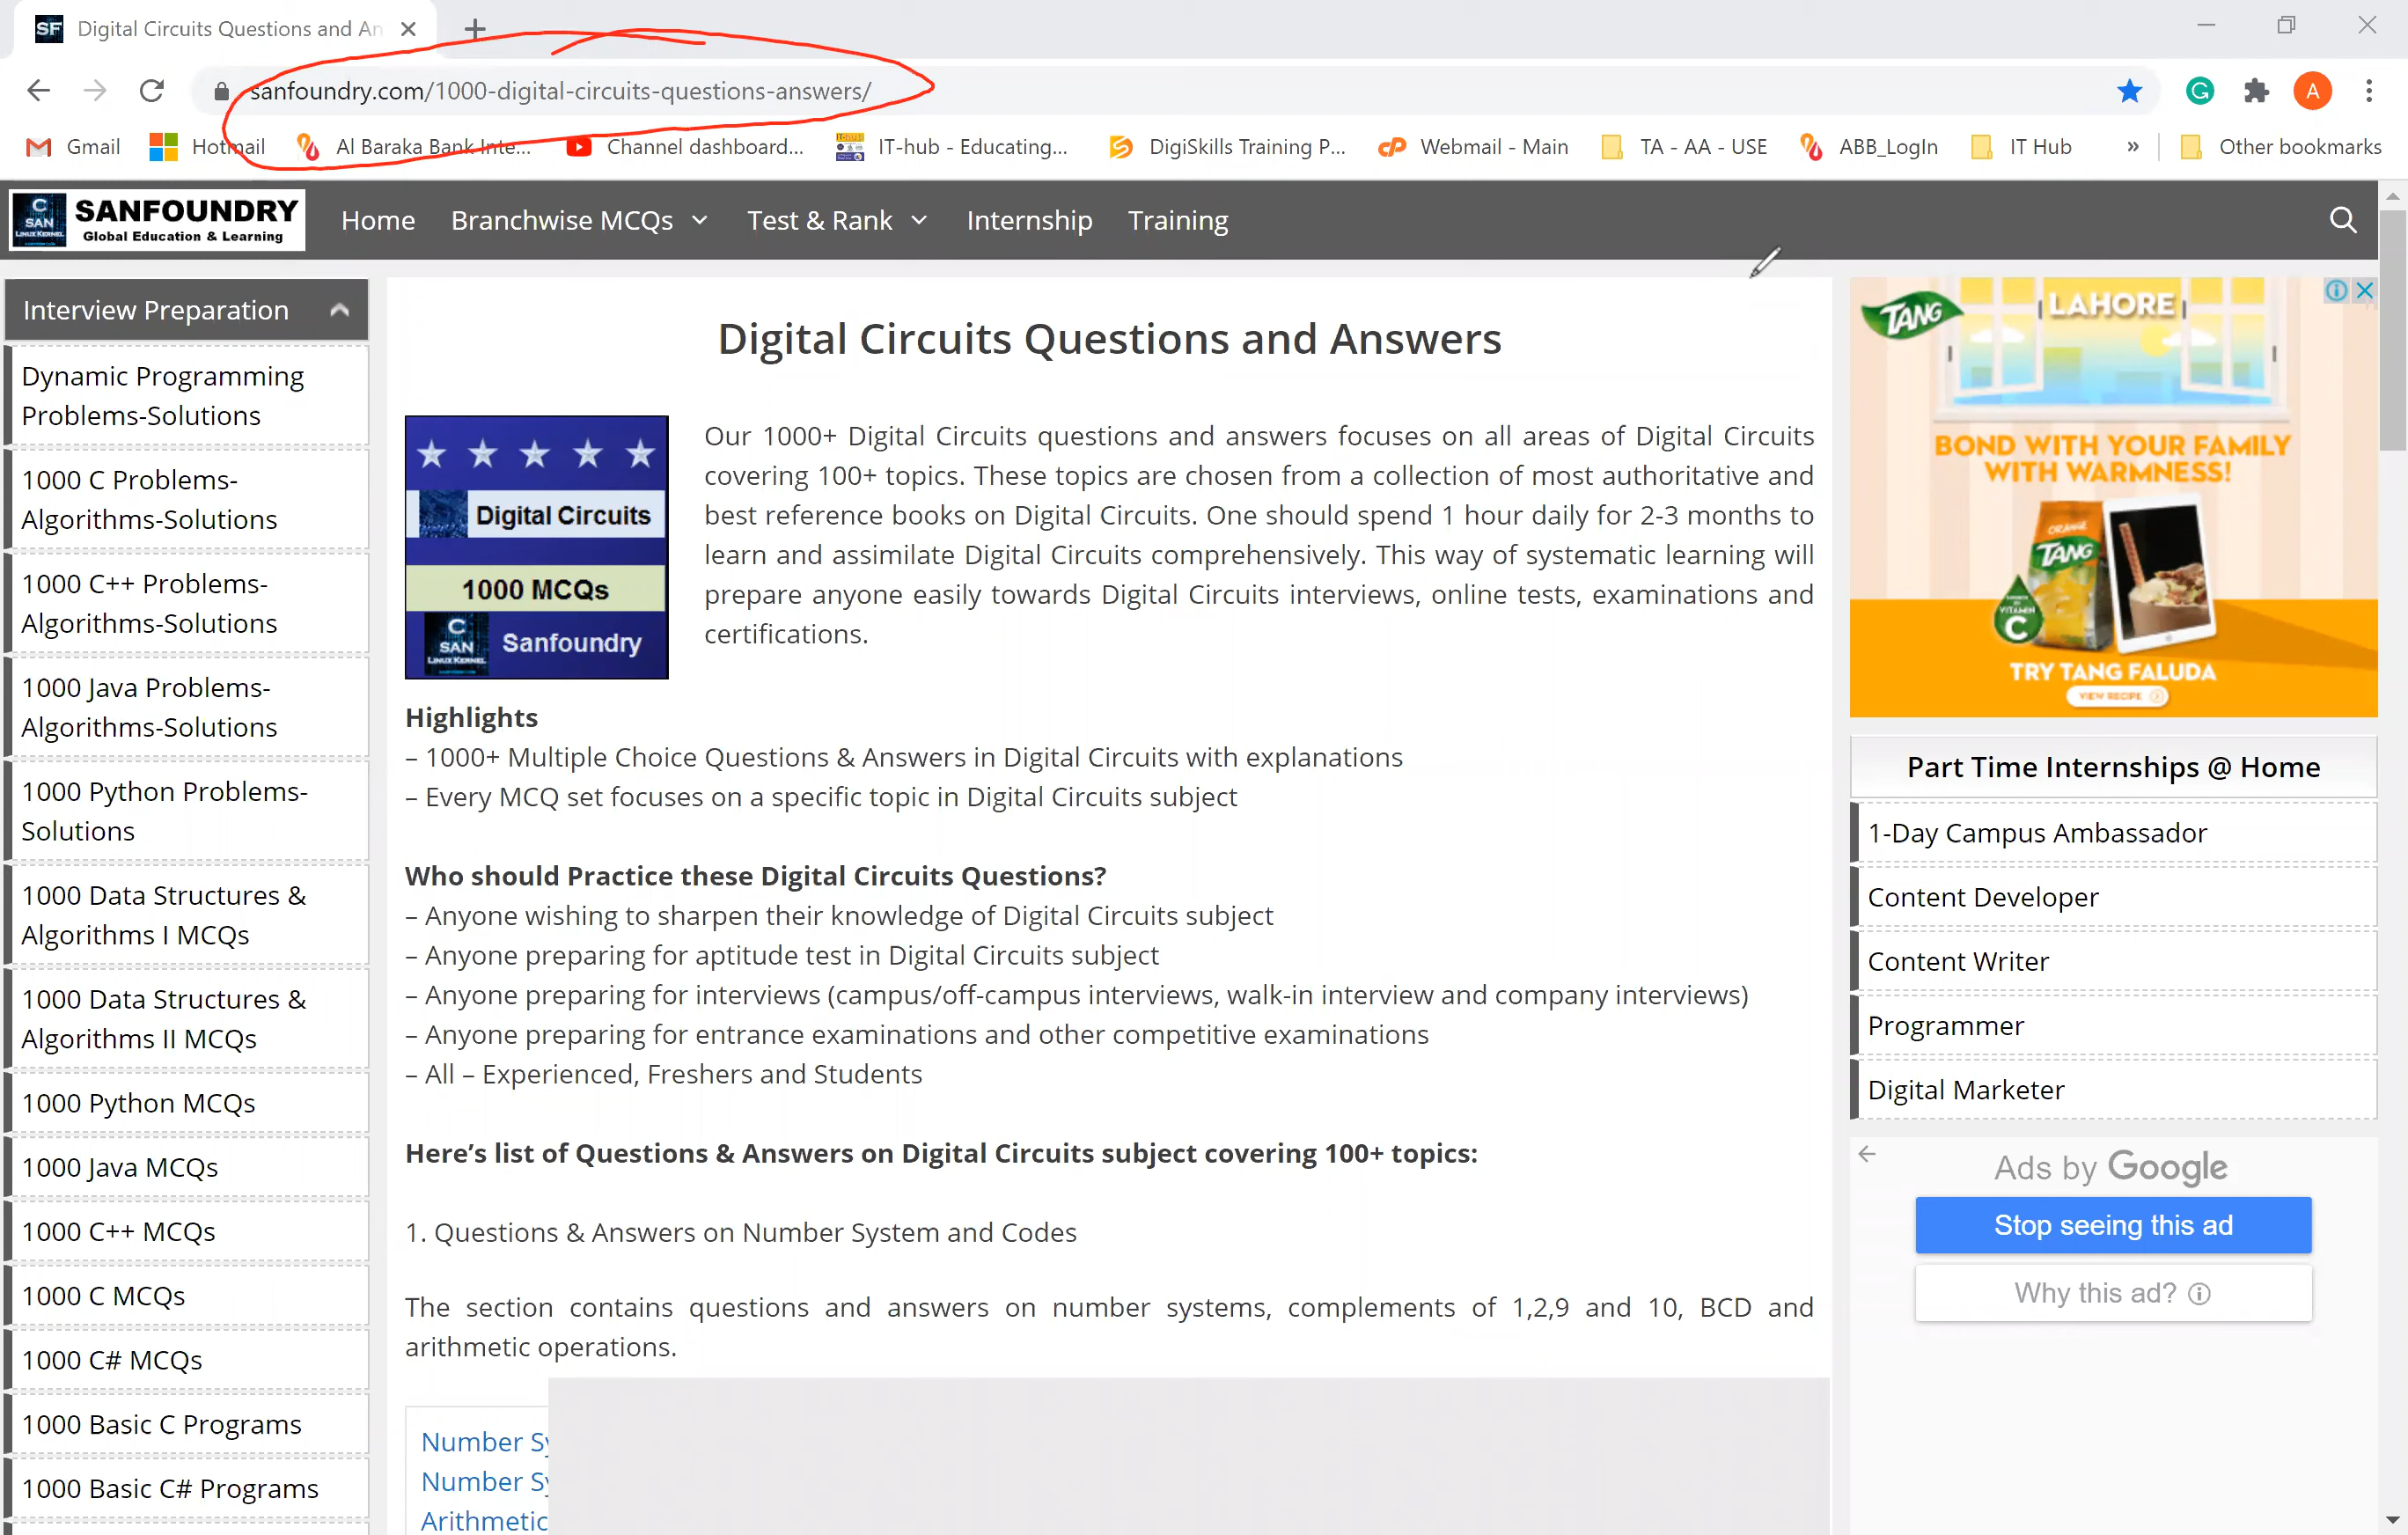 SF Digital Circuits Questions and An
sanfoundry.com/1000-digital-circuits-questions-answers/
A
Gmail
Hotmail
Al Baraka Bank Inte...
Channel dashboard...
IT-hub - Educating...
DigiSkills Training P...
cP Webmail - Main
TA - AA - USE
ABB_LogIn
IT Hub
»
Other bookmarks
C
SAN
LINUX KERNEL
SANFOUNDRY
Global Education & Learning
Home
Branchwise MCQs
Test & Rank
Internship
Training
Interview Preparation
Dynamic Programming
Problems-Solutions
1000 C Problems-
Algorithms-Solutions
1000 C++ Problems-
Algorithms-Solutions
1000 Java Problems-
Algorithms-Solutions
1000 Python Problems-
Solutions
1000 Data Structures &
Algorithms I MCQs
1000 Data Structures &
Algorithms II MCQs
1000 Python MCQs
1000 Java MCQs
1000 C++ MCQs
1000 C MCQs
1000 C# MCQs
1000 Basic C Programs
1000 Basic C# Programs
Digital Circuits Questions and Answers
Digital Circuits
1000 MCQs
C
SAN
LINUX KERNEL
Sanfoundry
Our 1000+ Digital Circuits questions and answers focuses on all areas of Digital Circuits
covering 100+ topics. These topics are chosen from a collection of most authoritative and
best reference books on Digital Circuits. One should spend 1 hour daily for 2-3 months to
learn and assimilate Digital Circuits comprehensively. This way of systematic learning will
prepare anyone easily towards Digital Circuits interviews, online tests, examinations and
certifications.
Highlights
– 1000+ Multiple Choice Questions & Answers in Digital Circuits with explanations
– Every MCQ set focuses on a specific topic in Digital Circuits subject
Who should Practice these Digital Circuits Questions?
– Anyone wishing to sharpen their knowledge of Digital Circuits subject
– Anyone preparing for aptitude test in Digital Circuits subject
– Anyone preparing for interviews (campus/off-campus interviews, walk-in interview and company interviews)
– Anyone preparing for entrance examinations and other competitive examinations
– All – Experienced, Freshers and Students
Here’s list of Questions & Answers on Digital Circuits subject covering 100+ topics:
1. Questions & Answers on Number System and Codes
The section contains questions and answers on number systems, complements of 1,2,9 and 10, BCD and
arithmetic operations.
Number Sy
Number Sy
Arithmetic
TANG
LAHORE
BOND WITH YOUR FAMILY
WITH WARMNESS!
ORANGE
TANG
VITAMIN
C
TRY TANG FALUDA
VIEW RECIPE
Part Time Internships @ Home
1-Day Campus Ambassador
Content Developer
Content Writer
Programmer
Digital Marketer
Ads by Google
Stop seeing this ad
Why this ad?